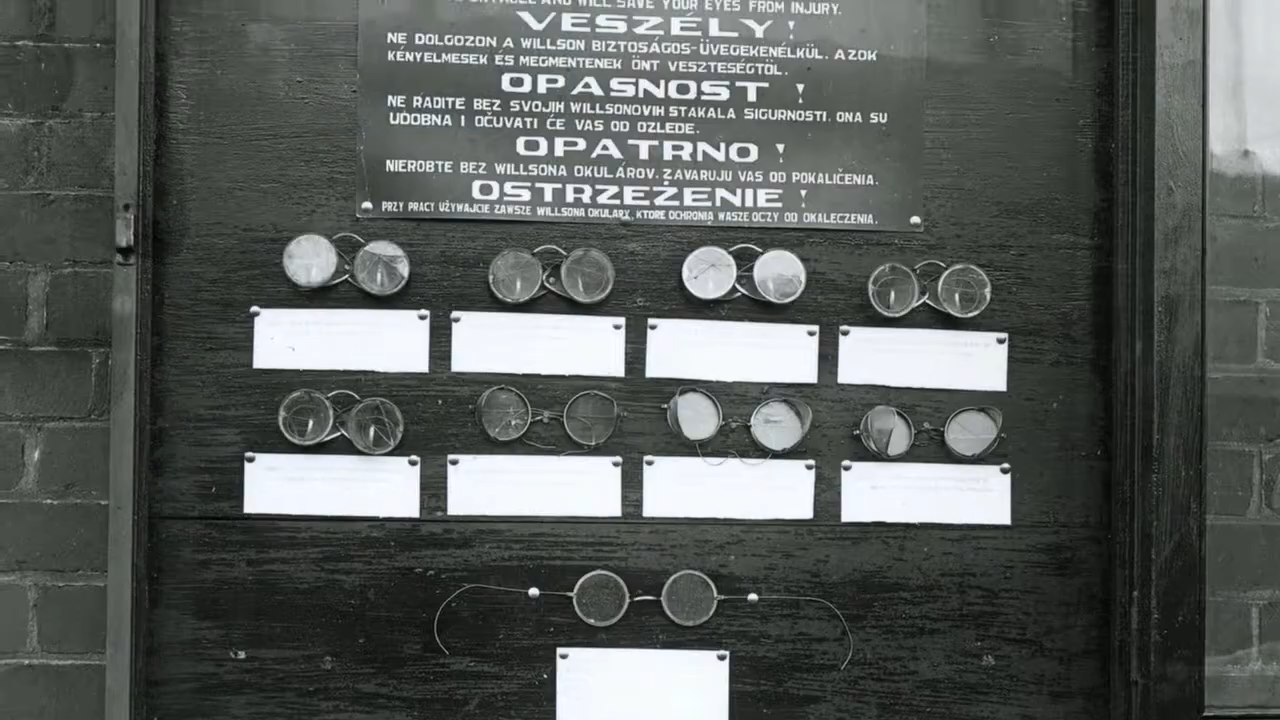 AND WILL SAVE YOUR EYES FROM INJURY.
VESZÉLY!
NE DOLGOZON A WILLSON BIZTOSÁGOS-ÜVEGEKENÉLKÜL. AZOK
KÉNYELMESEK ÉS MEGMENTENEK ÖNT VESZTESÉGTÖL.
OPASNOST!
NE RADITE BEZ SVOJIH WILLSONOVIH STAKALA SIGURNOSTI. ONA SU
UDOBNA I OČUVATI ĆE VAS OD OZLEDE.
OPATRNO!
NIEROBTE BEZ WILLSONA OKULÁROV. ZAVARUJU VAS OD POKALIČENIA.
OSTRZEŻENIE!
PRZY PRACY UŻYWAJCIE ZAWSZE WILLSONA OKULARY, KTORE OCHRONIA WASZE OCZY OD OKALECZENIA.